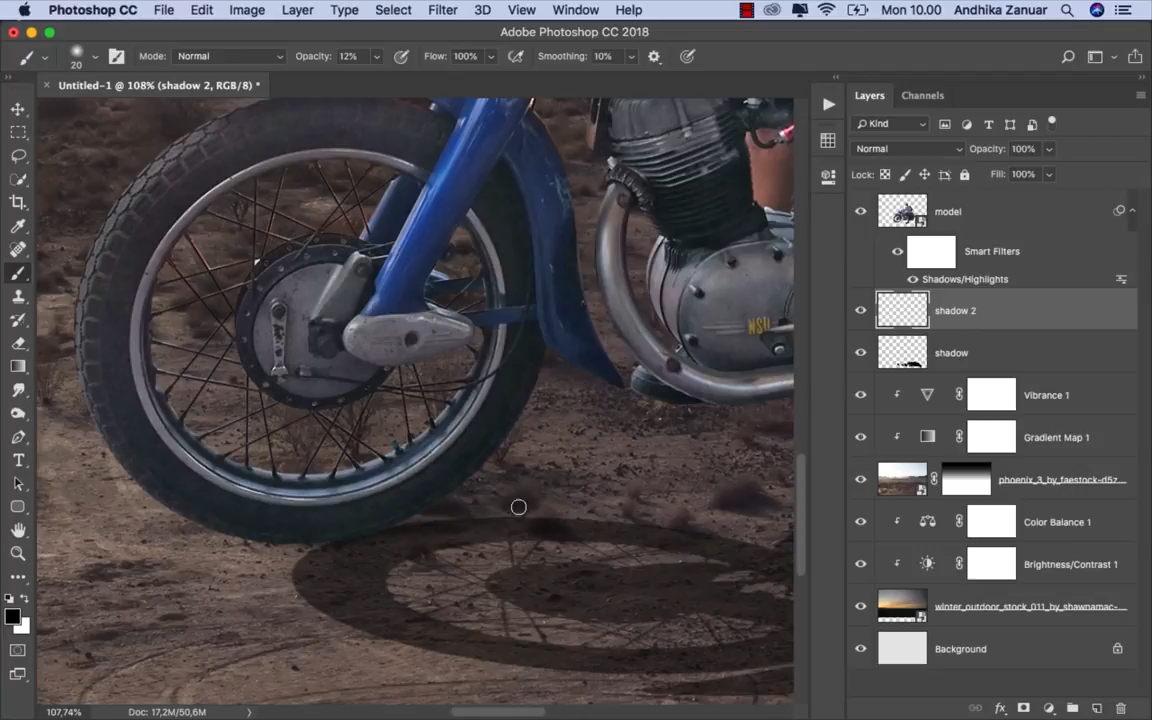 Photoshop CC File Edit Image Layer Type Select Filter 3D View Window Help Mon 10.00 Andhika Zanuar
Adobe Photoshop CC 2018
20 Mode: Normal Opacity: 12% Flow: 100% Smoothing: 10%
Untitled-1 @ 108% (shadow 2, RGB/8) *
Layers Channels
Kind
Normal Opacity: 100%
Lock: Fill: 100%
model
Smart Filters
Shadows/Highlights
shadow 2
shadow
Vibrance 1
Gradient Map 1
phoenix_3_by_faestock-d5z...
Color Balance 1
Brightness/Contrast 1
winter_outdoor_stock_011_by_shawnamac-...
Background
NSU
107,74% Doc: 17,2M/50,6M